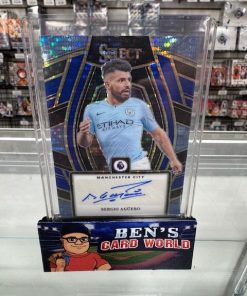 SELECT
ETIHAD
AIRWAYS
MANCHESTER CITY
SERGIO AGÜERO
BEN'S
CARD WORLD